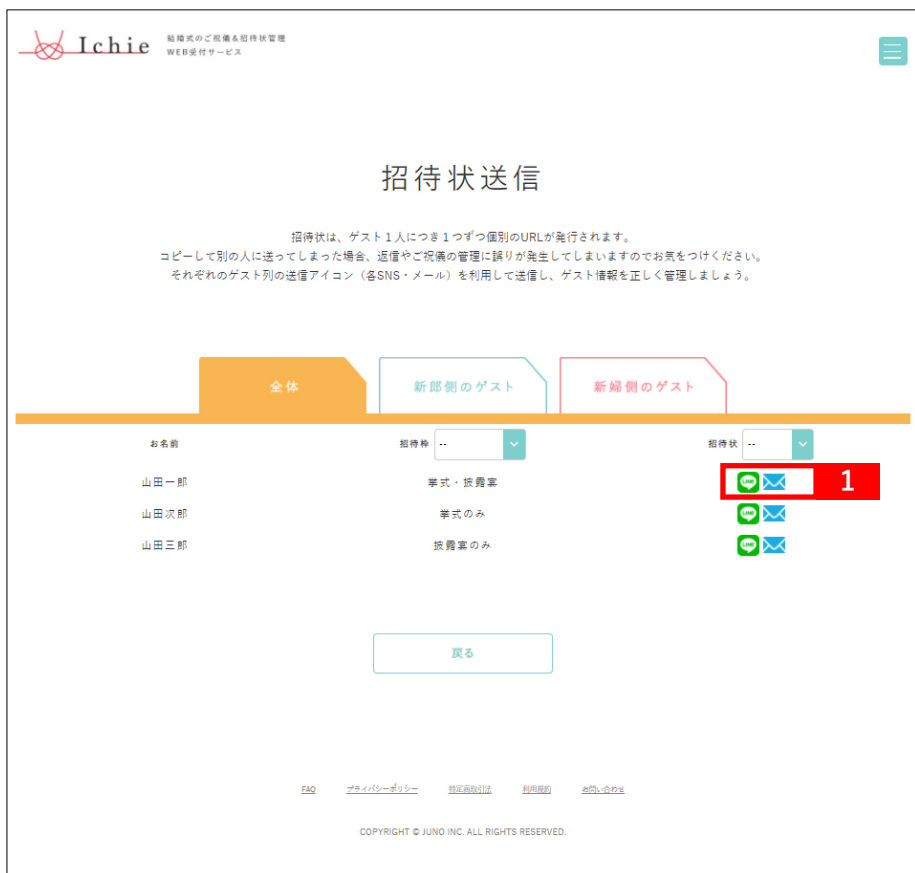 Ichie
結婚式のご祝儀&招待状管理
WEB受付サービス
招待状送信
招待状は、ゲスト1人につき1つずつ個別のURLが発行されます。
コピーして別の人に送ってしまった場合、返信やご祝儀の管理に誤りが発生してしまいますのでお気をつけください。
それぞれのゲスト列の送信アイコン（各SNS・メール）を利用して送信し、ゲスト情報を正しく管理しましょう。
全体 新郎側のゲスト 新婦側のゲスト
お名前 招待枠 -- 招待状 --
山田一郎 挙式・披露宴 LINE 1
山田次郎 挙式のみ LINE
山田三郎 披露宴のみ LINE
戻る
FAQ プライバシーポリシー 特定商取引法 利用規約 お問い合わせ
COPYRIGHT © JUNO INC. ALL RIGHTS RESERVED.